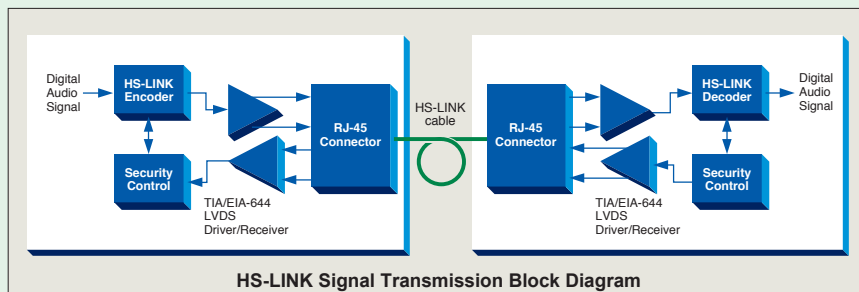 Digital
Audio
Signal
HS-LINK
Encoder
Security
Control
TIA/EIA-644
LVDS
Driver/Receiver
RJ-45
Connector
HS-LINK
cable
RJ-45
Connector
TIA/EIA-644
LVDS
Driver/Receiver
HS-LINK
Decoder
Security
Control
Digital
Audio
Signal
HS-LINK Signal Transmission Block Diagram